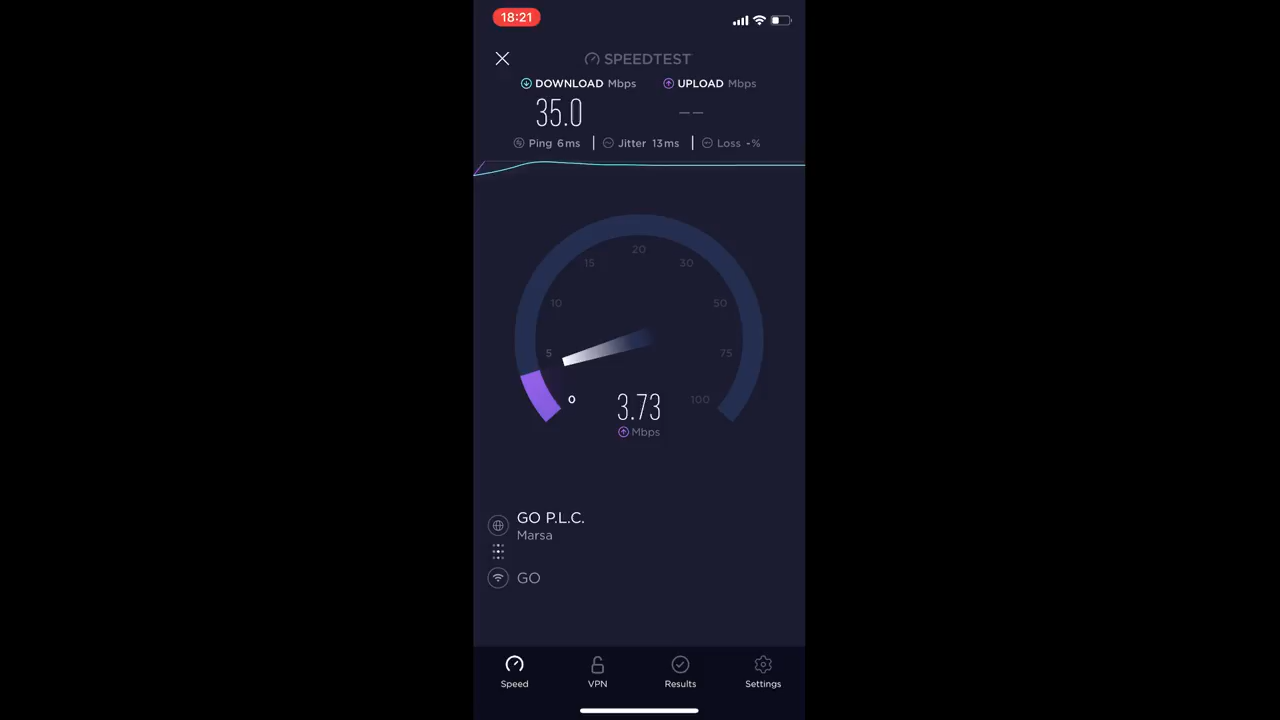 18:21
SPEEDTEST
DOWNLOAD Mbps UPLOAD Mbps
35.0 --
Ping 6ms Jitter 13ms Loss -%
20
15 30
10 50
5 75
0 100
3.73
Mbps
GO P.L.C.
Marsa
GO
Speed VPN Results Settings